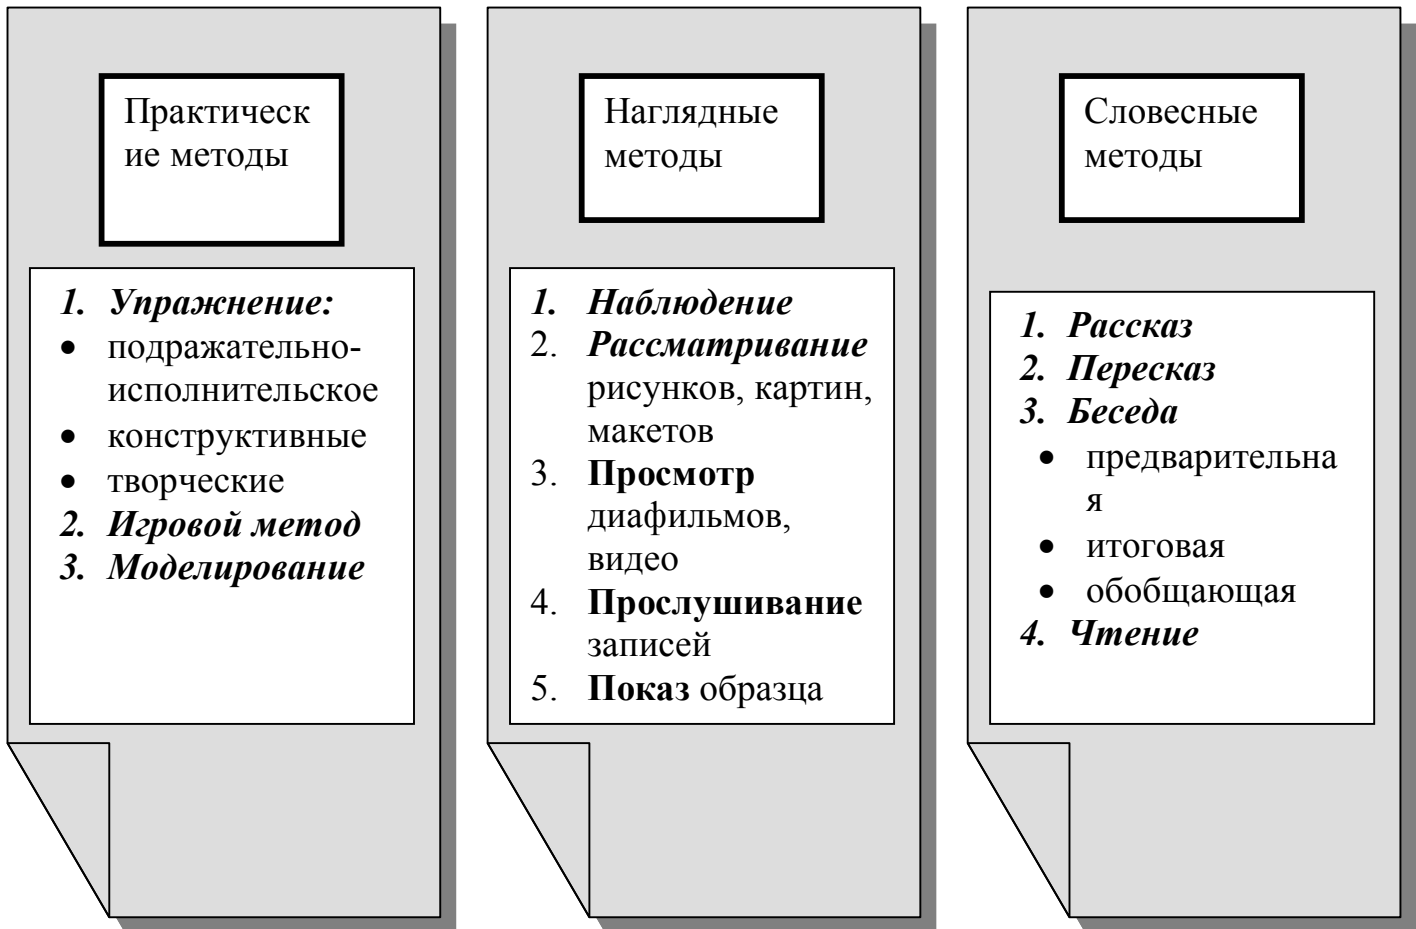 Практическ
ие методы
1. Упражнение:
• подражательно-
исполнительское
• конструктивные
• творческие
2. Игровой метод
3. Моделирование
Наглядные
методы
1. Наблюдение
2. Рассматривание
рисунков, картин,
макетов
3. Просмотр
диафильмов,
видео
4. Прослушивание
записей
5. Показ образца
Словесные
методы
1. Рассказ
2. Пересказ
3. Беседа
• предварительна
я
• итоговая
• обобщающая
4. Чтение